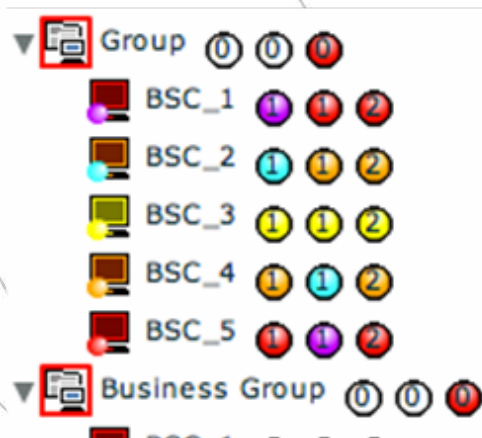 Group 0 0 0
BSC_1 1 1 2
BSC_2 1 1 2
BSC_3 1 1 2
BSC_4 1 1 2
BSC_5 1 1 2
Business Group 0 0 0